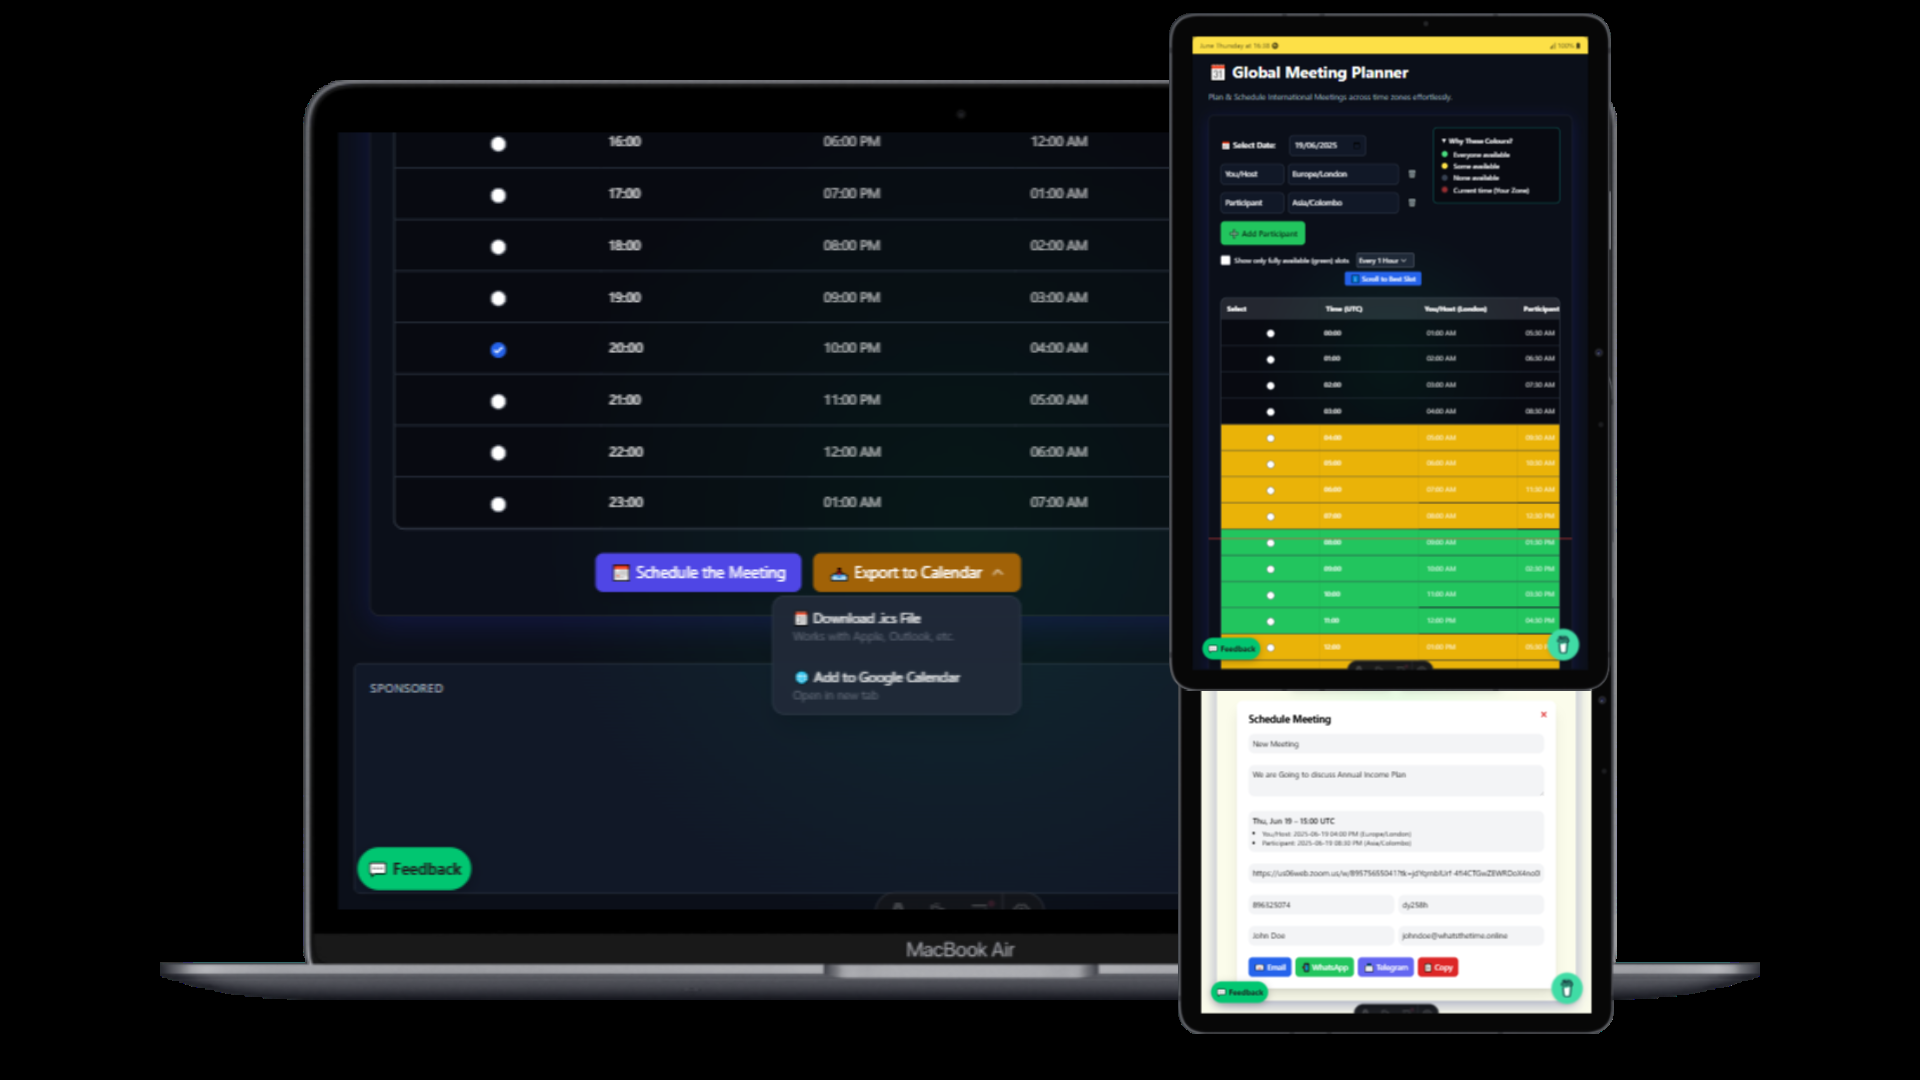 16:00 06:00 PM 12:00 AM
17:00 07:00 PM 01:00 AM
18:00 08:00 PM 02:00 AM
19:00 09:00 PM 03:00 AM
20:00 10:00 PM 04:00 AM
21:00 11:00 PM 05:00 AM
22:00 12:00 AM 06:00 AM
23:00 01:00 AM 07:00 AM
Schedule the Meeting Export to Calendar
Download .ics File
Works with Apple, Outlook, etc.
Add to Google Calendar
Open in new tab
SPONSORED
Feedback
MacBook Air
June Thursday at 16:38 100%
Global Meeting Planner
Plan & Schedule International Meetings across time zones effortlessly.
Select Date: 19/06/2025
You/Host Europe/London
Participant Asia/Colombo
Add Participant
Why These Colours?
Everyone available
Some available
None available
Current time (Your Zone)
Show only fully available (green) slots Every 1 Hour
Scroll to Best Slot
Select Time (UTC) You/Host (London) Participant
00:00 01:00 AM 05:30 AM
01:00 02:00 AM 06:30 AM
02:00 03:00 AM 07:30 AM
03:00 04:00 AM 08:30 AM
04:00 05:00 AM 09:30 AM
05:00 06:00 AM 10:30 AM
06:00 07:00 AM 11:30 AM
07:00 08:00 AM 12:30 PM
08:00 09:00 AM 01:30 PM
09:00 10:00 AM 02:30 PM
10:00 11:00 AM 03:30 PM
11:00 12:00 PM 04:30 PM
12:00 01:00 PM
Feedback
Schedule Meeting
New Meeting
We are Going to discuss Annual Income Plan
Thu, Jun 19 – 15:00 UTC
You/Host: 2025-06-19 04:00 PM (Europe/London)
Participant: 2025-06-19 08:30 PM (Asia/Colombo)
896325074 dy258h
John Doe johndoe@whatsthetime.online
Email WhatsApp Telegram Copy
Feedback